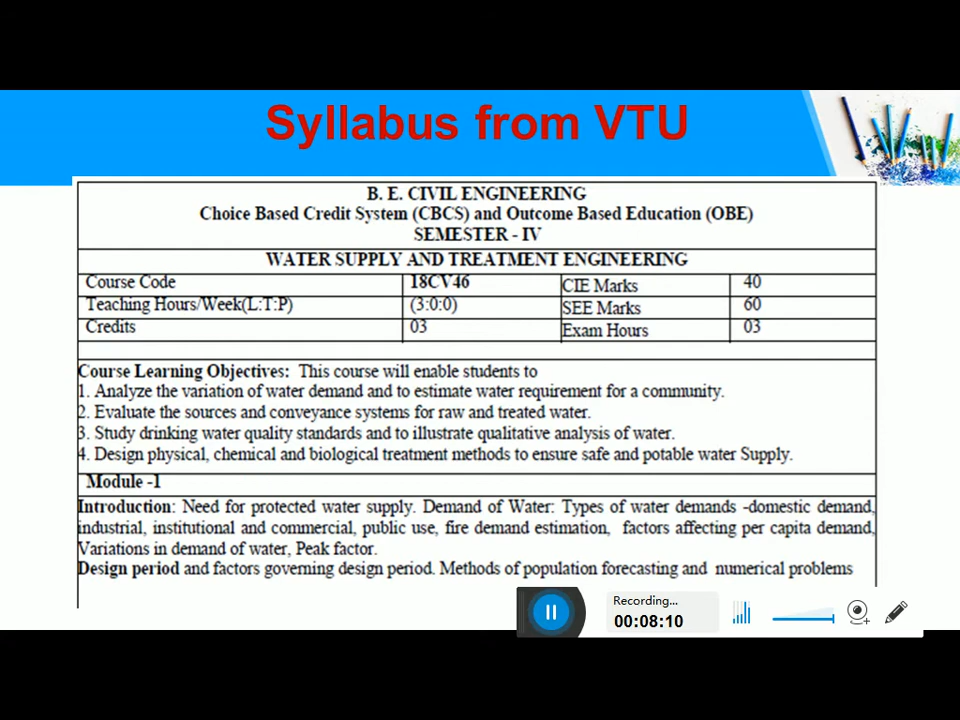 Syllabus from VTU
B. E. CIVIL ENGINEERING
Choice Based Credit System (CBCS) and Outcome Based Education (OBE)
SEMESTER - IV
WATER SUPPLY AND TREATMENT ENGINEERING
Course Code 18CV46 CIE Marks 40
Teaching Hours/Week(L:T:P) (3:0:0) SEE Marks 60
Credits 03 Exam Hours 03
Course Learning Objectives: This course will enable students to
1. Analyze the variation of water demand and to estimate water requirement for a community.
2. Evaluate the sources and conveyance systems for raw and treated water.
3. Study drinking water quality standards and to illustrate qualitative analysis of water.
4. Design physical, chemical and biological treatment methods to ensure safe and potable water Supply.
Module -1
Introduction: Need for protected water supply. Demand of Water: Types of water demands -domestic demand,
industrial, institutional and commercial, public use, fire demand estimation, factors affecting per capita demand,
Variations in demand of water, Peak factor.
Design period and factors governing design period. Methods of population forecasting and numerical problems
Recording...
00:08:10